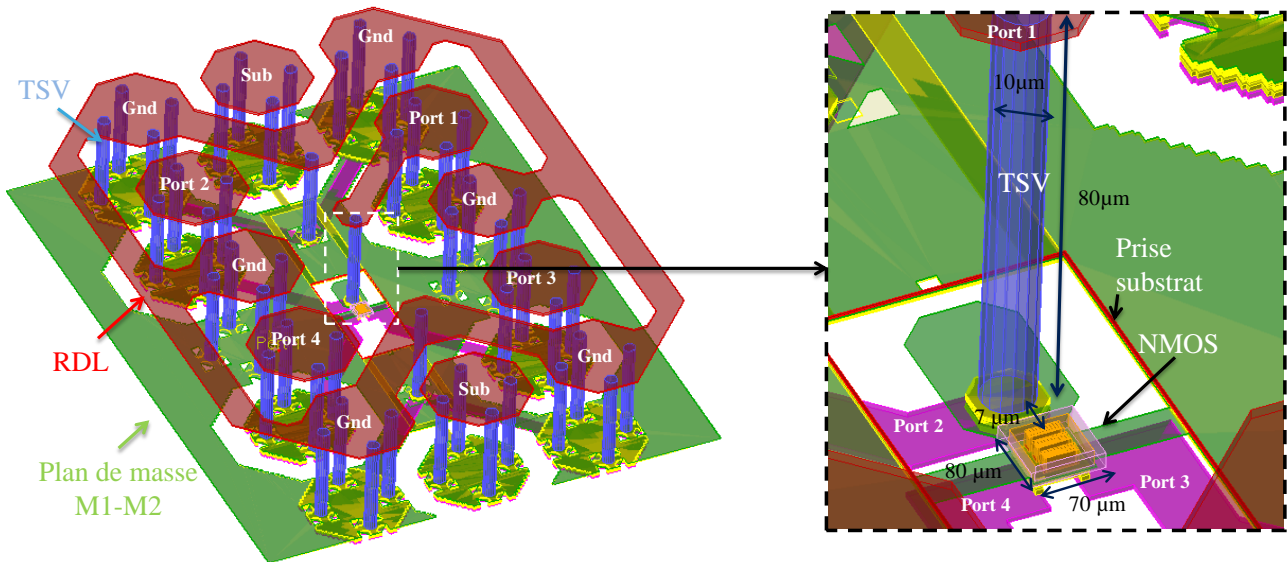 Gnd
Sub
TSV
Gnd
Port 1
Port 2
Gnd
Gnd
Port 3
Port 4
RDL
Gnd
Sub
Gnd
Plan de masse
M1-M2
Port 1
10µm
TSV
80µm
Prise
substrat
NMOS
7 µm
Port 2
80 µm
Port 3
Port 4
70 µm